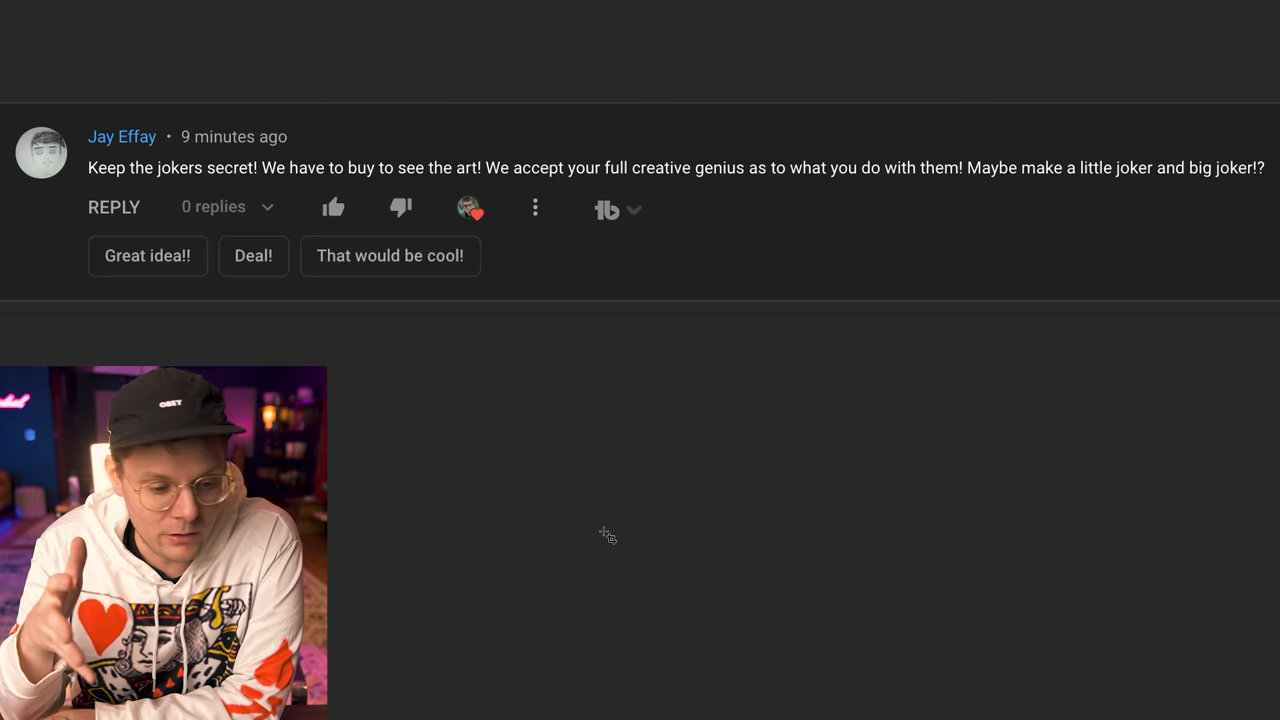 Jay Effay • 9 minutes ago
Keep the jokers secret! We have to buy to see the art! We accept your full creative genius as to what you do with them! Maybe make a little joker and big joker!?
REPLY 0 replies
tb
Great idea!! Deal! That would be cool!
OBEY